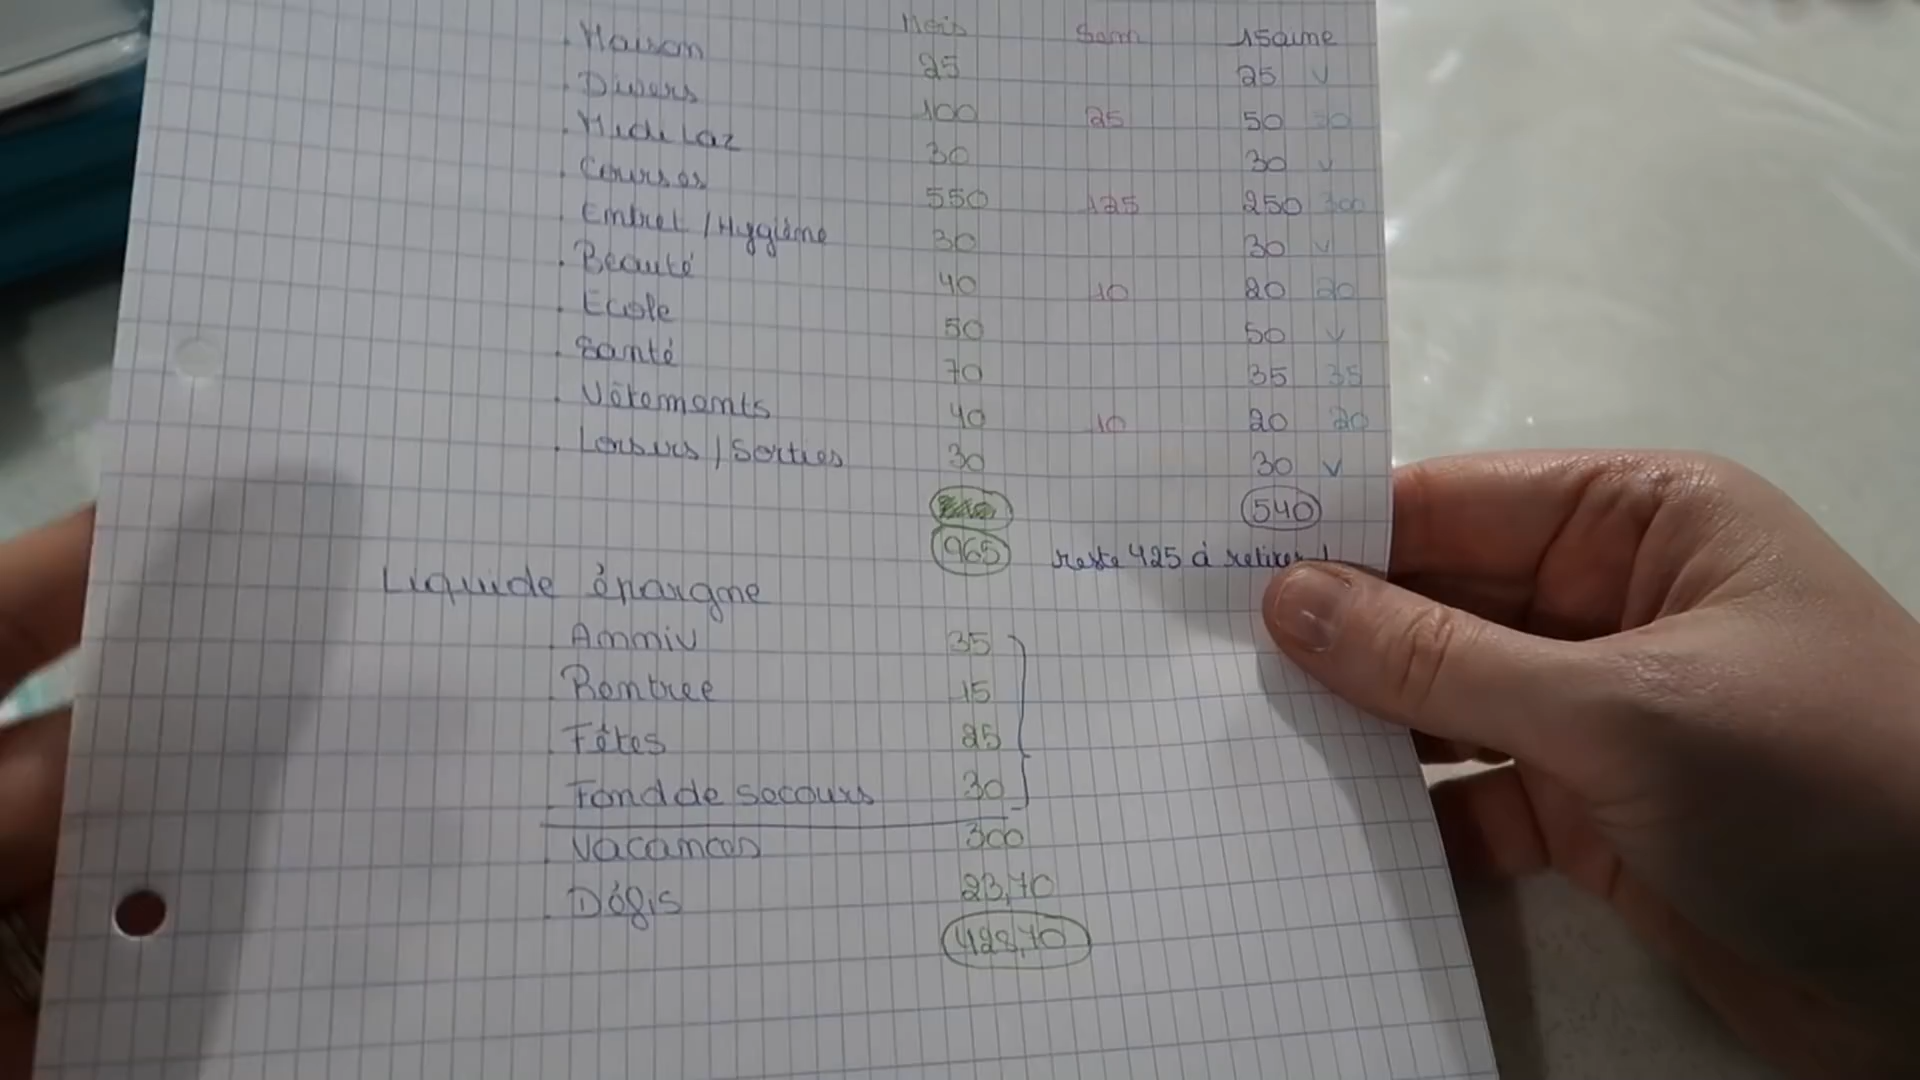 Mois Sem 15aine
. Maison 25 25 v
. Divers 100 25 50 50
. Midi Laz 30 30 v
. Courses 550 125 250 300
. Entret / Hygiène 30 30 v
. Beauté 40 10 20 20
. Ecole 50 50 v
. Santé 70 35 35
. Vêtements 40 10 20 20
. Loisirs / Sorties 30 30 v
540
965 reste 425 à retirer !
Liquide épargne
. Anniv 35
. Rentree 15
. Fêtes 25
. Fond de secours 30
. Vacances 300
. Défis 23,70
428,70